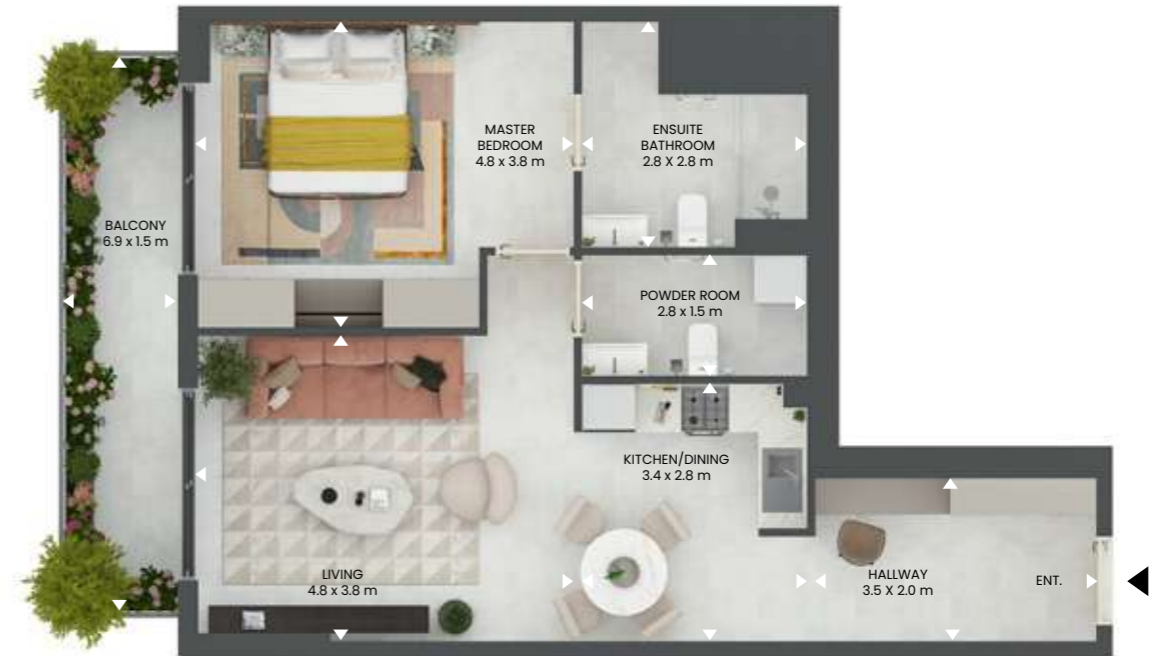 MASTER
BEDROOM
4.8 x 3.8 m
ENSUITE
BATHROOM
2.8 X 2.8 m
BALCONY
6.9 x 1.5 m
POWDER ROOM
2.8 x 1.5 m
KITCHEN/DINING
3.4 x 2.8 m
LIVING
4.8 x 3.8 m
HALLWAY
3.5 X 2.0 m
ENT.